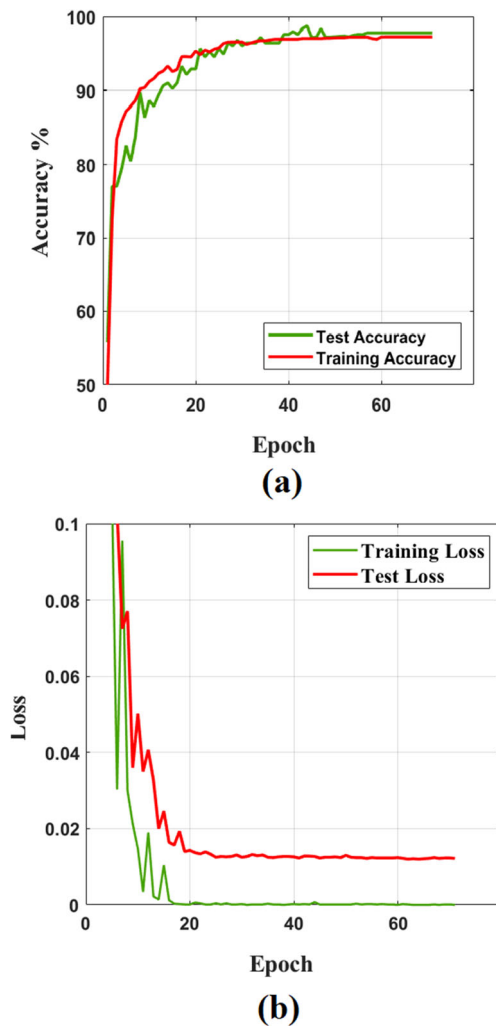 100
90
80
70
60
50
Accuracy %
Test Accuracy
Training Accuracy
0 20 40 60
Epoch
(a)
0.1
0.08
0.06
0.04
0.02
0
Loss
Training Loss
Test Loss
0 20 40 60
Epoch
(b)